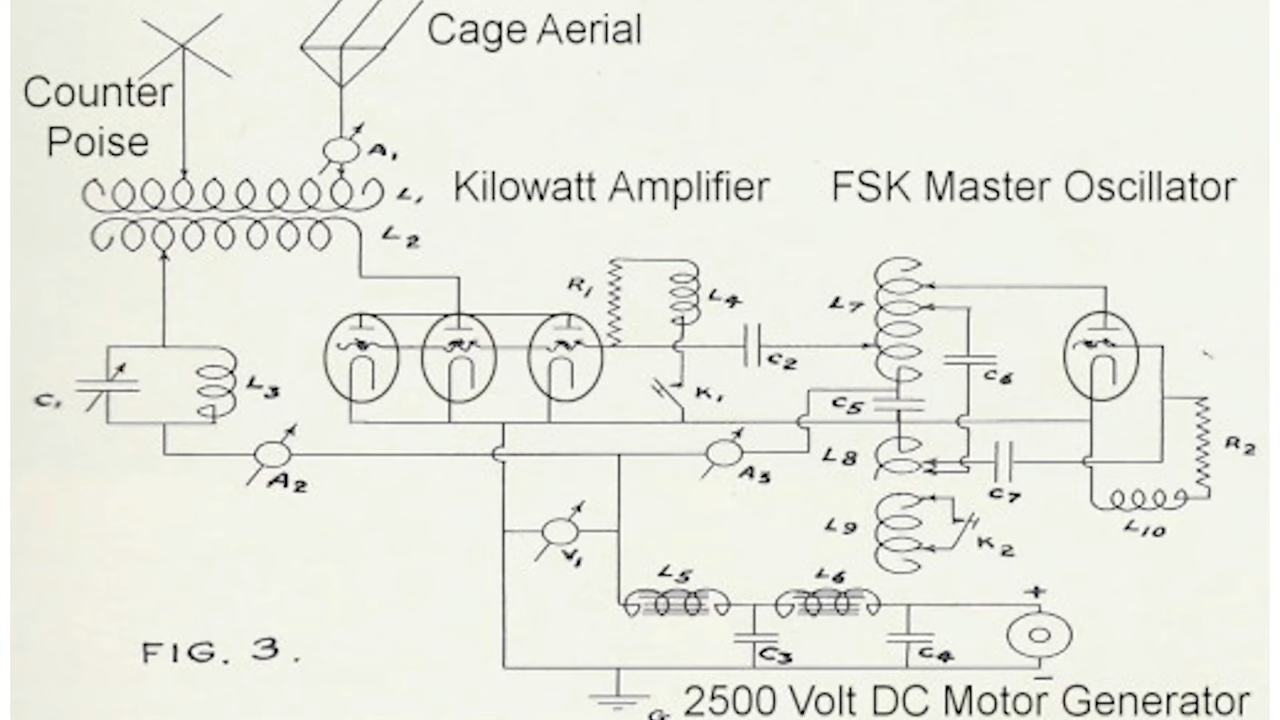 Cage Aerial
Counter
Poise
A1
L1
Kilowatt Amplifier
FSK Master Oscillator
L2
R1
L4
L7
C1
L3
C2
C6
K1
C5
A2
A3
L8
C7
R2
L10
V1
L9
K2
L5
L6
+
FIG. 3.
C3
C4
-
G
2500 Volt DC Motor Generator